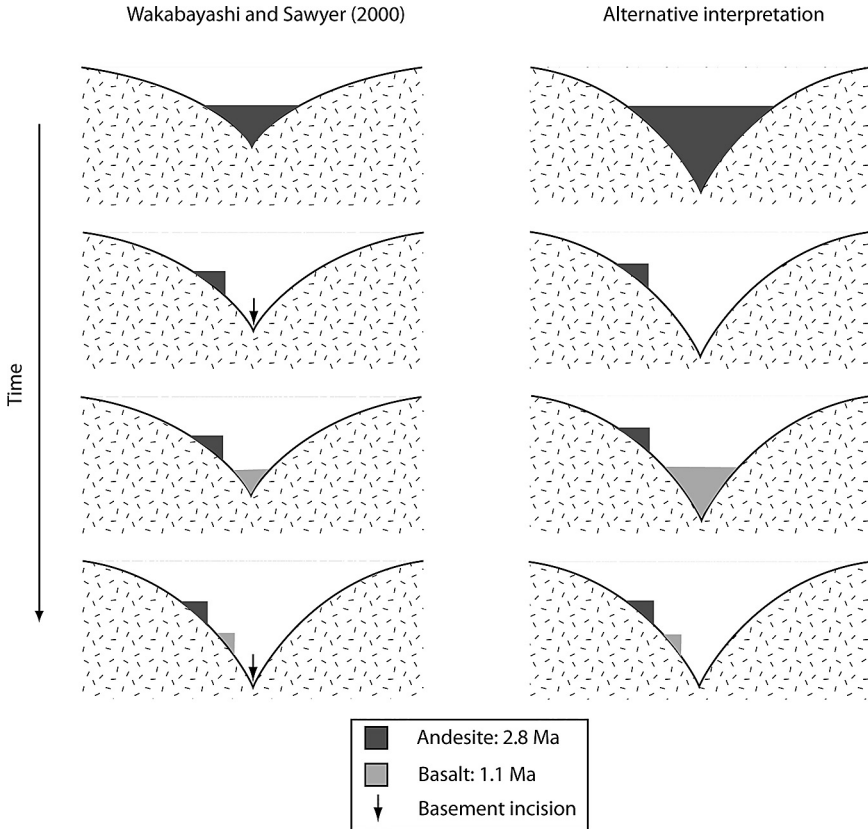 Wakabayashi and Sawyer (2000)
Alternative interpretation
Time
Andesite: 2.8 Ma
Basalt: 1.1 Ma
Basement incision